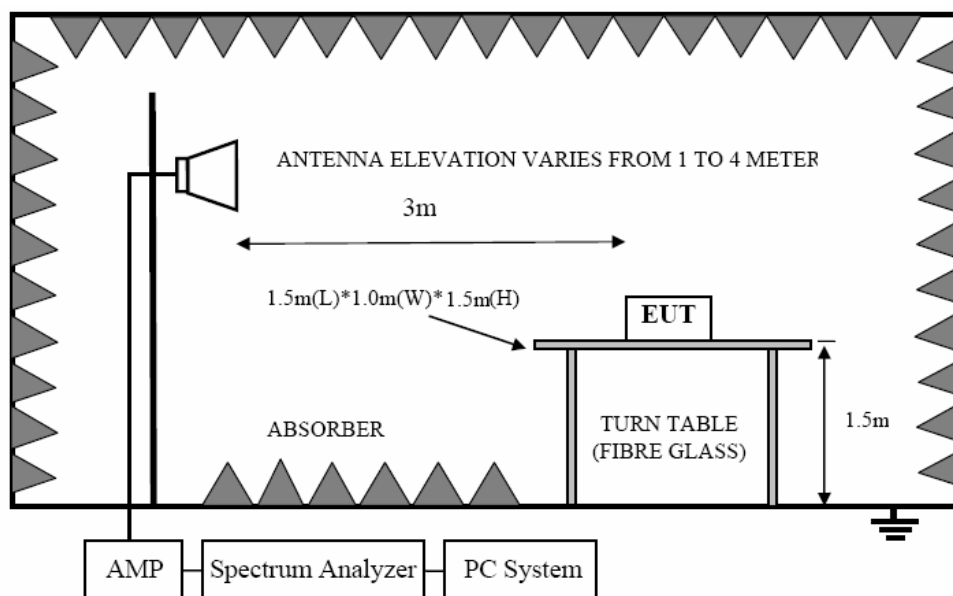 ANTENNA ELEVATION VARIES FROM 1 TO 4 METER
3m
1.5m(L)*1.0m(W)*1.5m(H)
EUT
ABSORBER
TURN TABLE
(FIBRE GLASS)
1.5m
AMP
Spectrum Analyzer
PC System